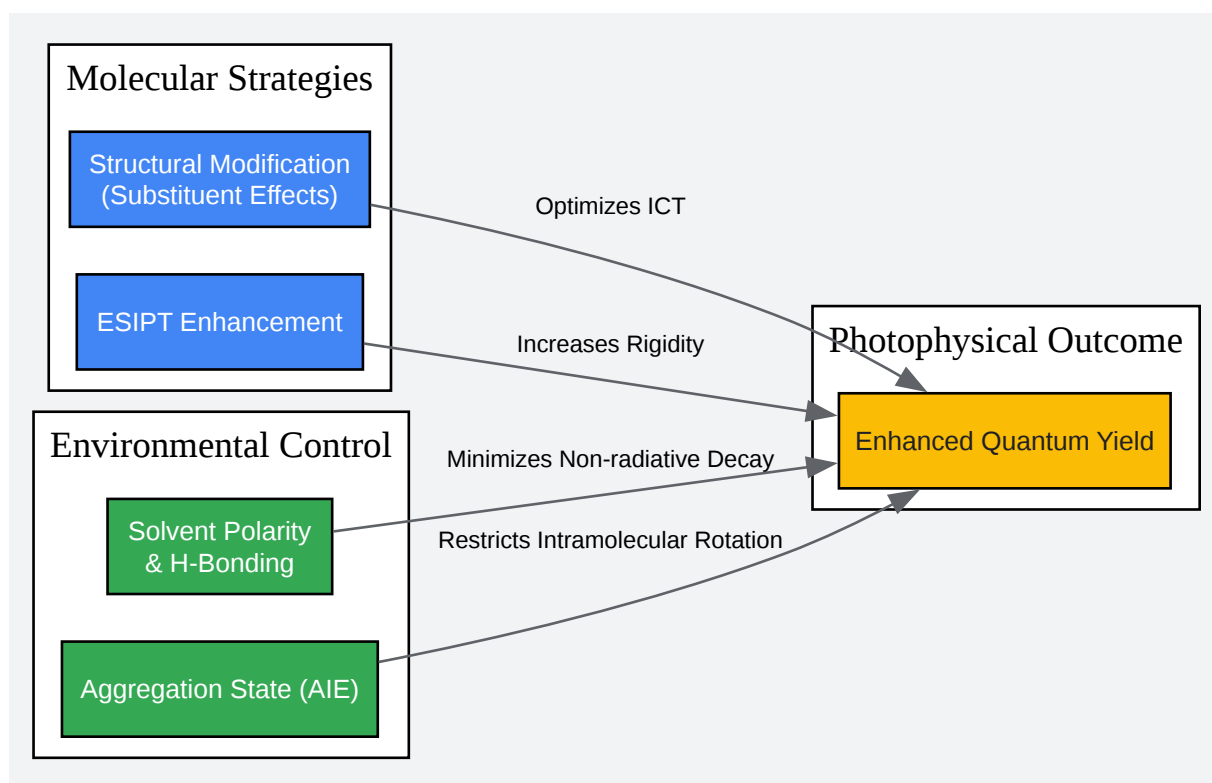 Molecular Strategies
Structural Modification
(Substituent Effects)
Optimizes ICT
ESIPT Enhancement
Increases Rigidity
Photophysical Outcome
Enhanced Quantum Yield
Environmental Control
Minimizes Non-radiative Decay
Solvent Polarity
& H-Bonding
Restricts Intramolecular Rotation
Aggregation State (AIE)